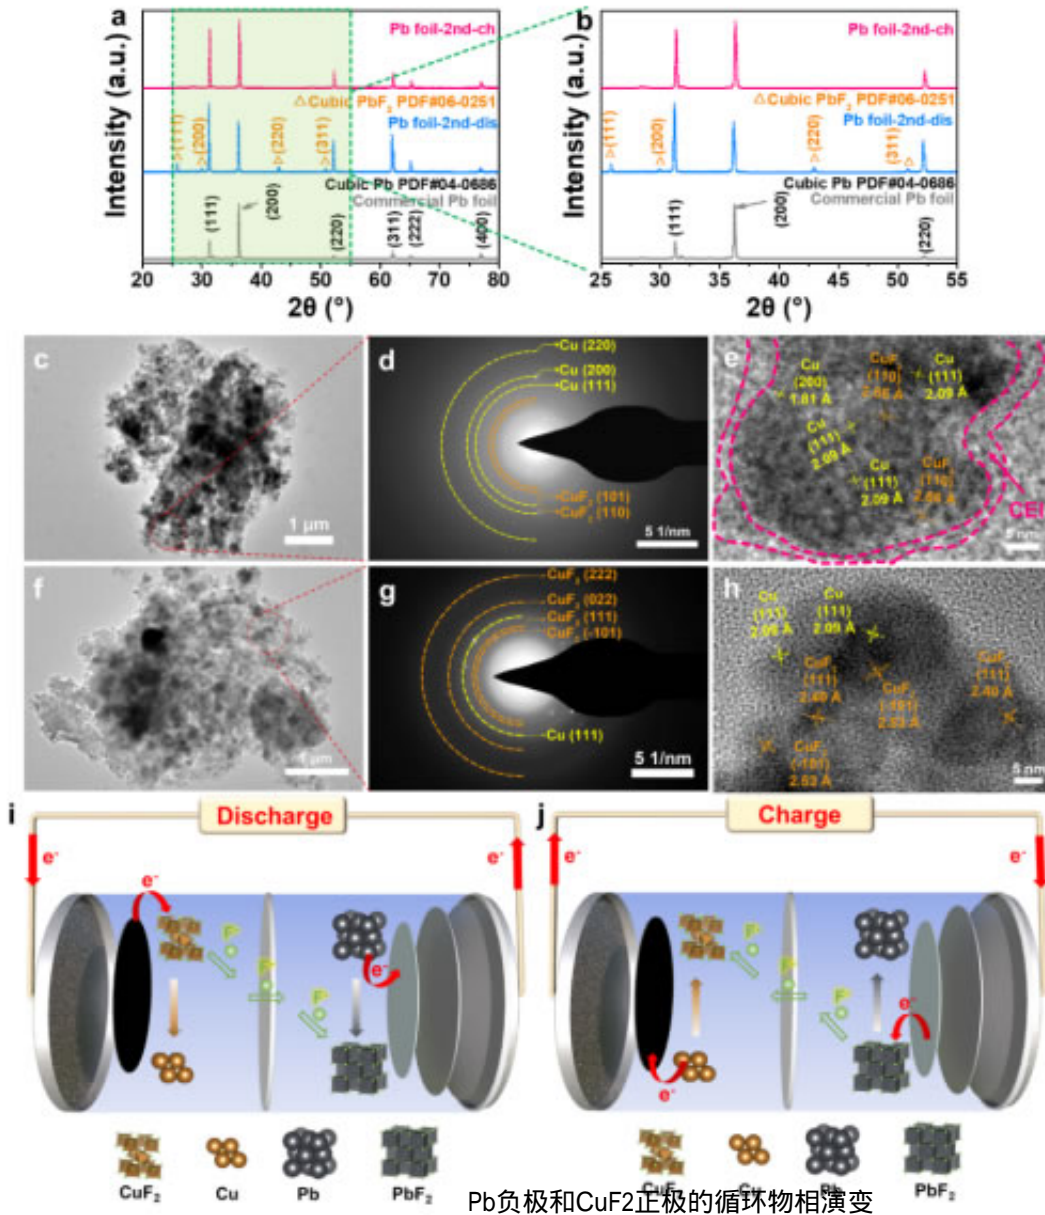 a
Pb foil-2nd-ch
△Cubic PbF2 PDF#06-0251
Pb foil-2nd-dis
(111)
(200)
(220)
(311)
Cubic Pb PDF#04-0686
Commercial Pb foil
(111)
(200)
(220)
(311)
(222)
(400)
Intensity (a.u.)
20 30 40 50 60 70 80
2θ (°)
b
Pb foil-2nd-ch
△Cubic PbF2 PDF#06-0251
Pb foil-2nd-dis
(111)
(200)
(220)
(311)
Cubic Pb PDF#04-0686
Commercial Pb foil
(111)
(200)
(220)
Intensity (a.u.)
25 30 35 40 45 50 55
2θ (°)
c
1 μm
d
Cu (220)
Cu (200)
Cu (111)
CuF2 (101)
CuF2 (110)
5 1/nm
e
Cu
(200)
1.81 Å
CuF2
(110)
Cu
(111)
2.09 Å
Cu
(111)
2.09 Å
Cu
(111)
2.09 Å
CuF2
(110)
CEI
5 nm
f
1 μm
g
CuF2 (222)
CuF2 (022)
CuF2 (111)
CuF2 (-101)
Cu (111)
5 1/nm
h
Cu
(111)
2.09 Å
Cu
(111)
2.09 Å
CuF2
(111)
2.40 Å
CuF2
(-101)
2.63 Å
CuF2
(111)
2.40 Å
CuF2
(-101)
2.63 Å
5 nm
i
Discharge
e-
e-
e-
F-
F-
F-
e-
CuF2
Cu
Pb
PbF2
j
Charge
e-
e-
F-
F-
F-
e-
e-
CuF2
Cu
Pb
PbF2
Pb负极和CuF2正极的循环物相演变